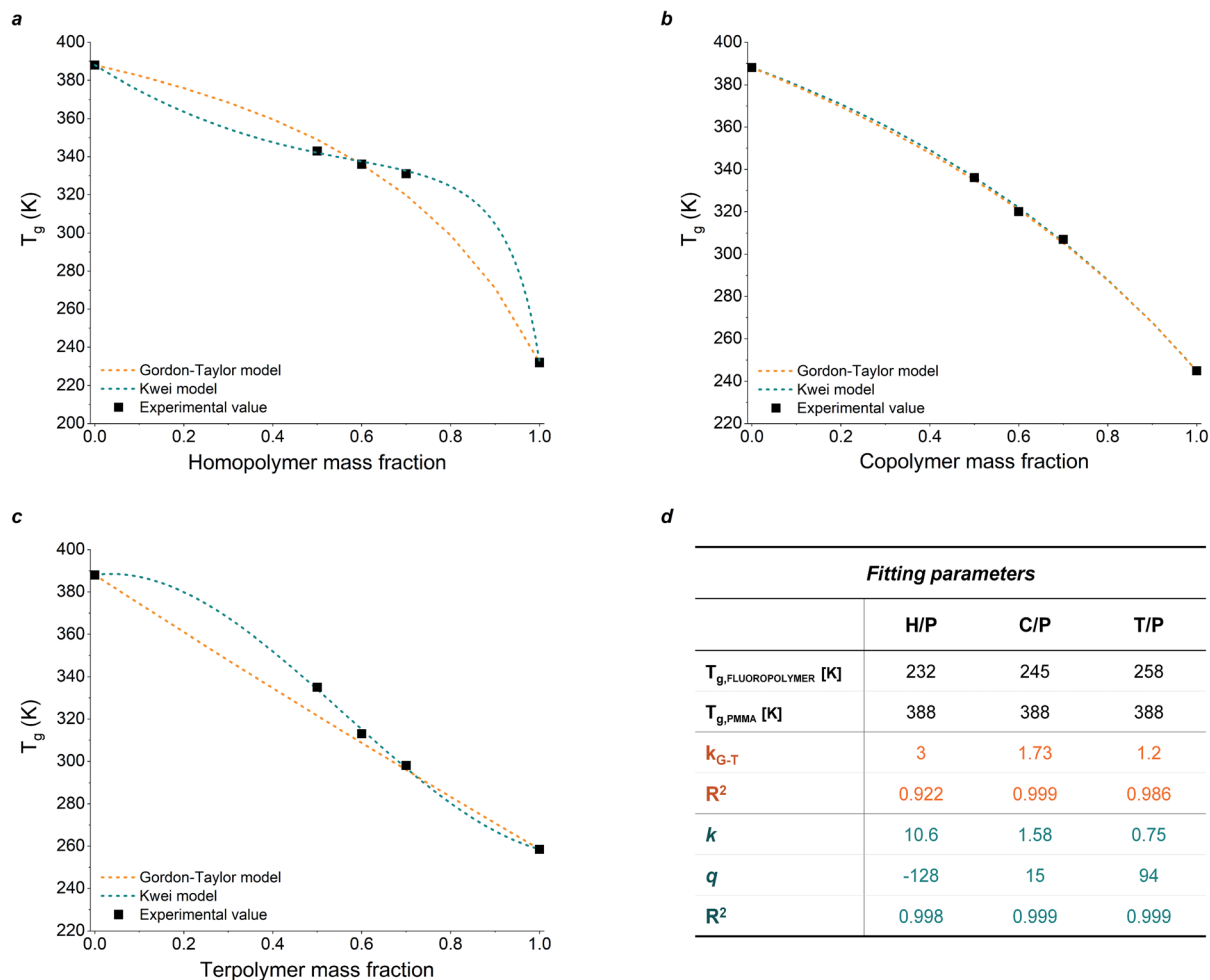 a
400
380
360
340
320
300
280
260
240
220
200
T_g (K)
Gordon-Taylor model
Kwei model
Experimental value
0.0 0.2 0.4 0.6 0.8 1.0
Homopolymer mass fraction
b
400
380
360
340
320
300
280
260
240
220
T_g (K)
Gordon-Taylor model
Kwei model
Experimental value
0.0 0.2 0.4 0.6 0.8 1.0
Copolymer mass fraction
c
400
380
360
340
320
300
280
260
240
220
T_g (K)
Gordon-Taylor model
Kwei model
Experimental value
0.0 0.2 0.4 0.6 0.8 1.0
Terpolymer mass fraction
d
Fitting parameters
H/P C/P T/P
T_g,FLUOROPOLYMER [K] 232 245 258
T_g,PMMA [K] 388 388 388
k_G-T 3 1.73 1.2
R² 0.922 0.999 0.986
k 10.6 1.58 0.75
q -128 15 94
R² 0.998 0.999 0.999